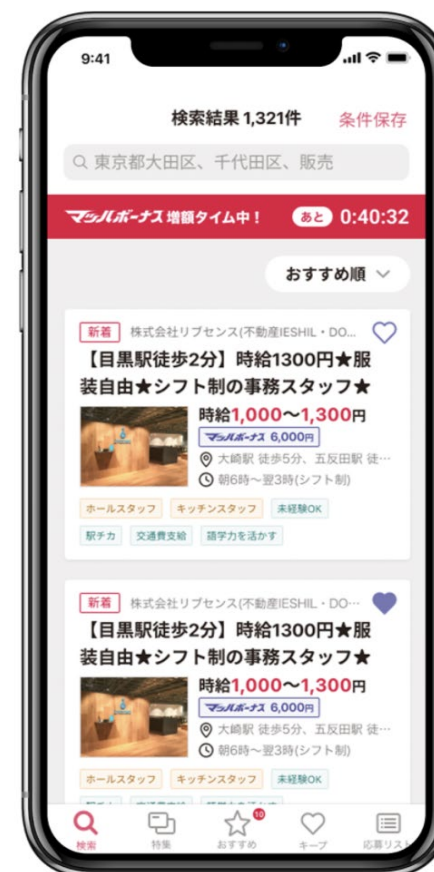 9:41
検索結果 1,321件
条件保存
東京都大田区、千代田区、販売
マッハボーナス 増額タイム中！ あと 0:40:32
おすすめ順
新着 株式会社リブセンス(不動産IESHIL・DO...
【目黒駅徒歩2分】時給1300円★服
装自由★シフト制の事務スタッフ★
時給1,000〜1,300円
マッハボーナス 6,000円
大崎駅 徒歩5分、五反田駅 徒…
朝6時〜翌3時(シフト制)
ホールスタッフ キッチンスタッフ 未経験OK
駅チカ 交通費支給 語学力を活かす
新着 株式会社リブセンス(不動産IESHIL・DO…
【目黒駅徒歩2分】時給1300円★服
装自由★シフト制の事務スタッフ★
時給1,000〜1,300円
マッハボーナス 6,000円
大崎駅 徒歩5分、五反田駅 徒…
朝6時〜翌3時(シフト制)
ホールスタッフ キッチンスタッフ 未経験OK
10
検索 特集 おすすめ キープ 応募リスト